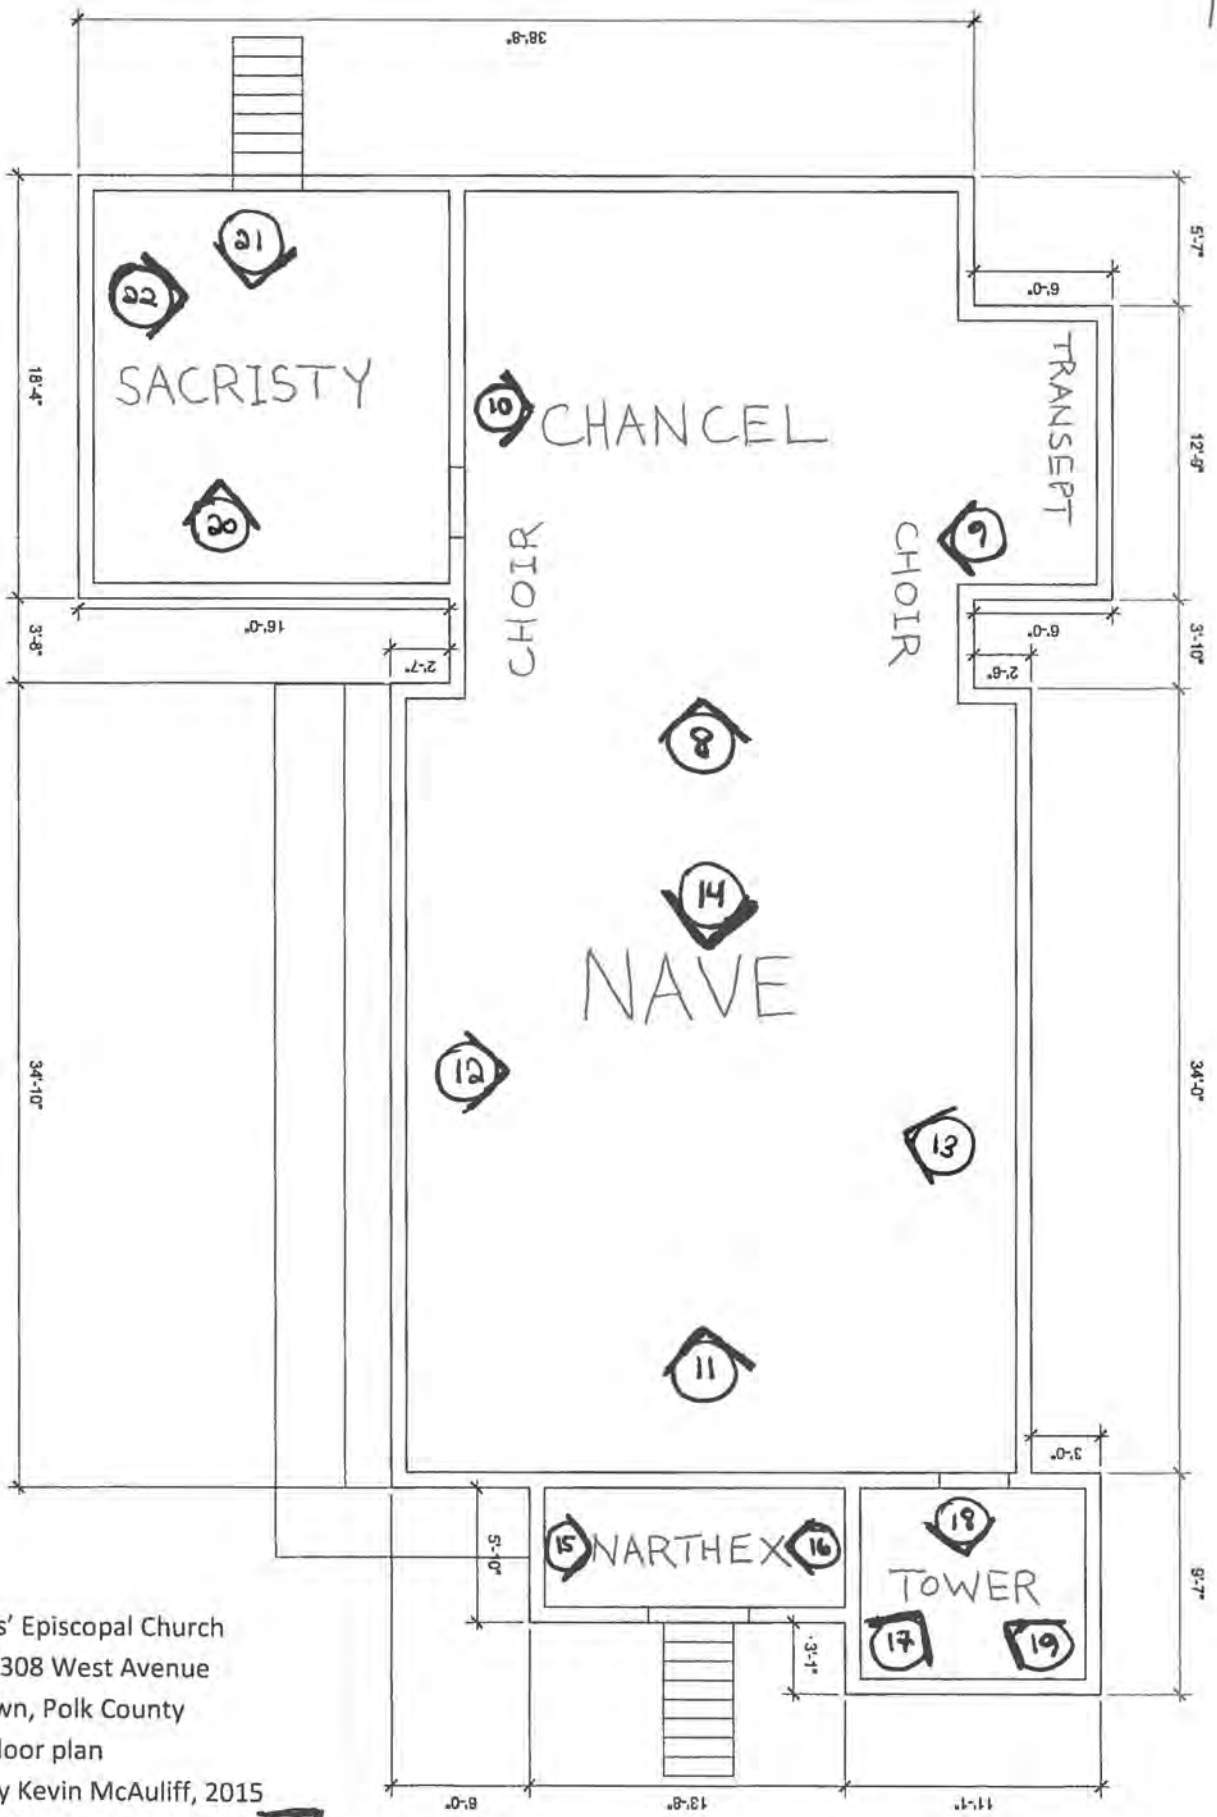 38'-8"
5'-7"
6'-0"
21
22
SACRISTY
TRANSEPT
18'-4"
10
CHANCEL
12'-9"
20
CHOIR
CHOIR
9
16'-0"
6'-0"
3'-8"
3'-10"
2'-7"
2'-6"
8
14
NAVE
12
34'-10"
34'-0"
13
11
3'-0"
5'-10"
15
NARTHEX
16
18
TOWER
9'-7"
17
19
3'-1"
s' Episcopal Church
308 West Avenue
wn, Polk County
loor plan
y Kevin McAuliff, 2015
6'-0"
13'-8"
11'-1"